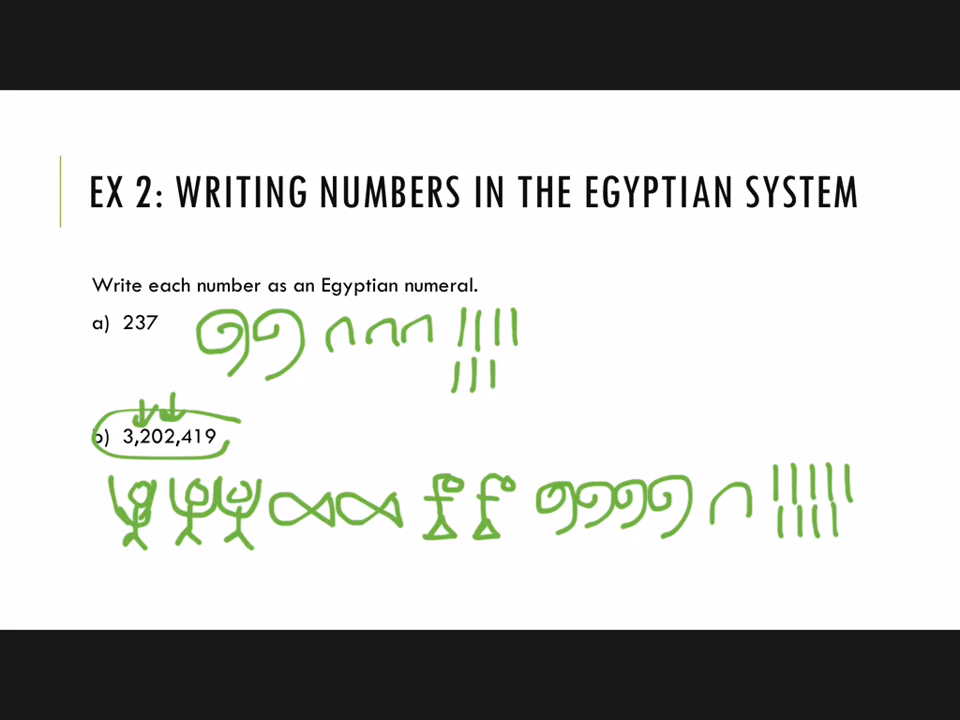 EX 2: WRITING NUMBERS IN THE EGYPTIAN SYSTEM
Write each number as an Egyptian numeral.
a) 237
b) 3,202,419